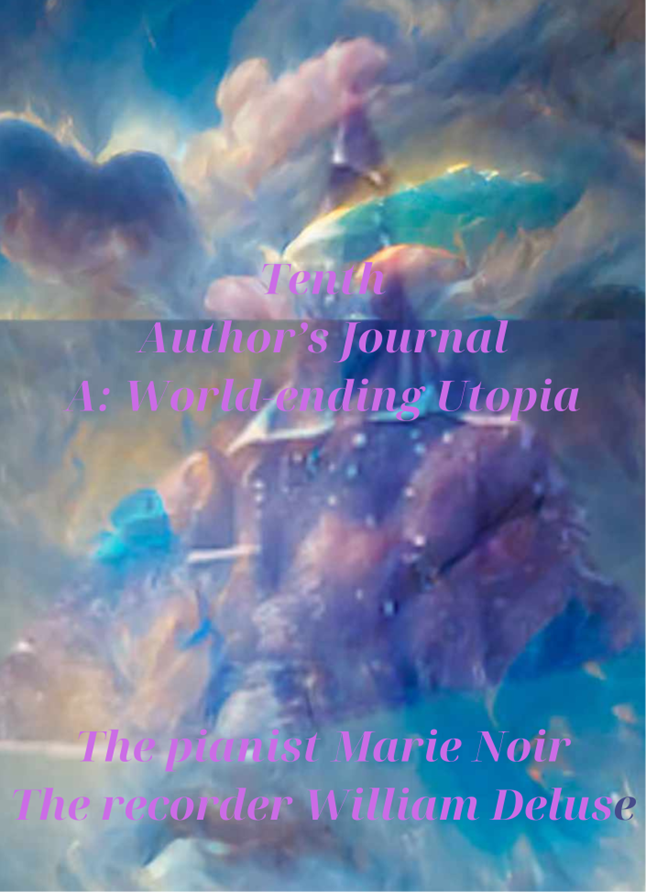 Tenth
Author's Journal
A: World-ending Utopia
The pianist Marie Noir
The recorder William Deluse